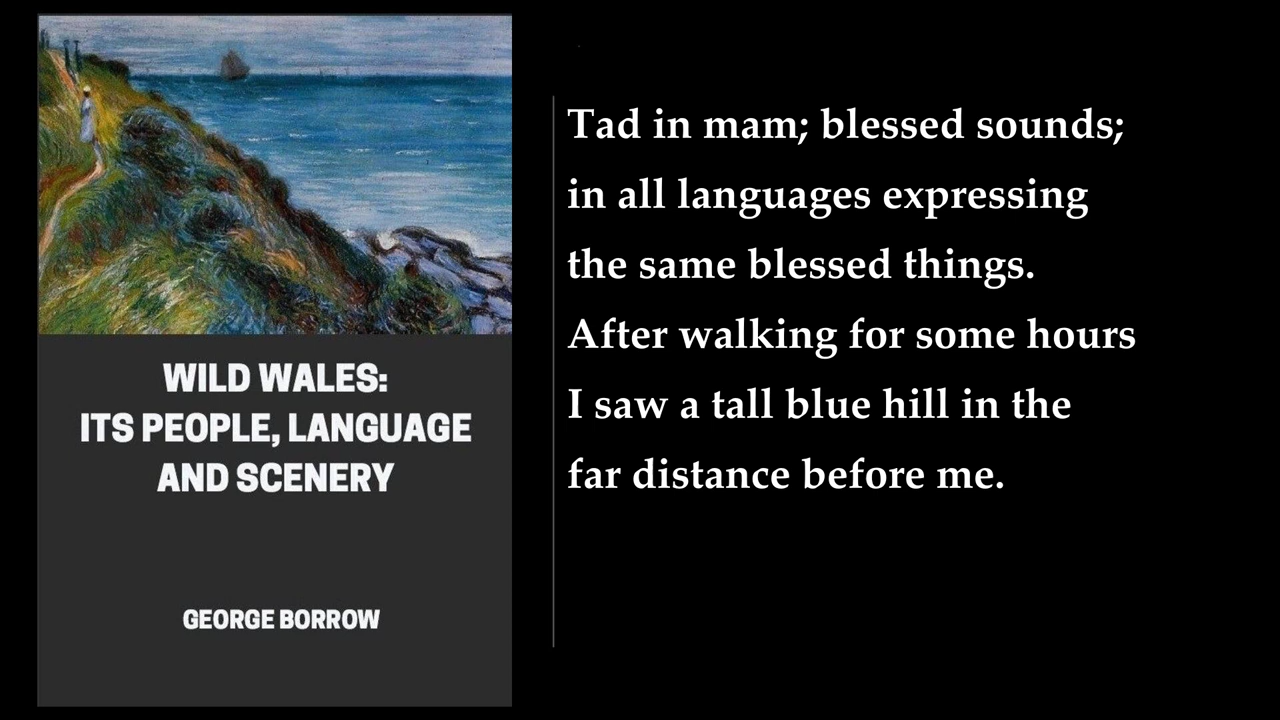 WILD WALES:
ITS PEOPLE, LANGUAGE
AND SCENERY
GEORGE BORROW
Tad in mam; blessed sounds;
in all languages expressing
the same blessed things.
After walking for some hours
I saw a tall blue hill in the
far distance before me.